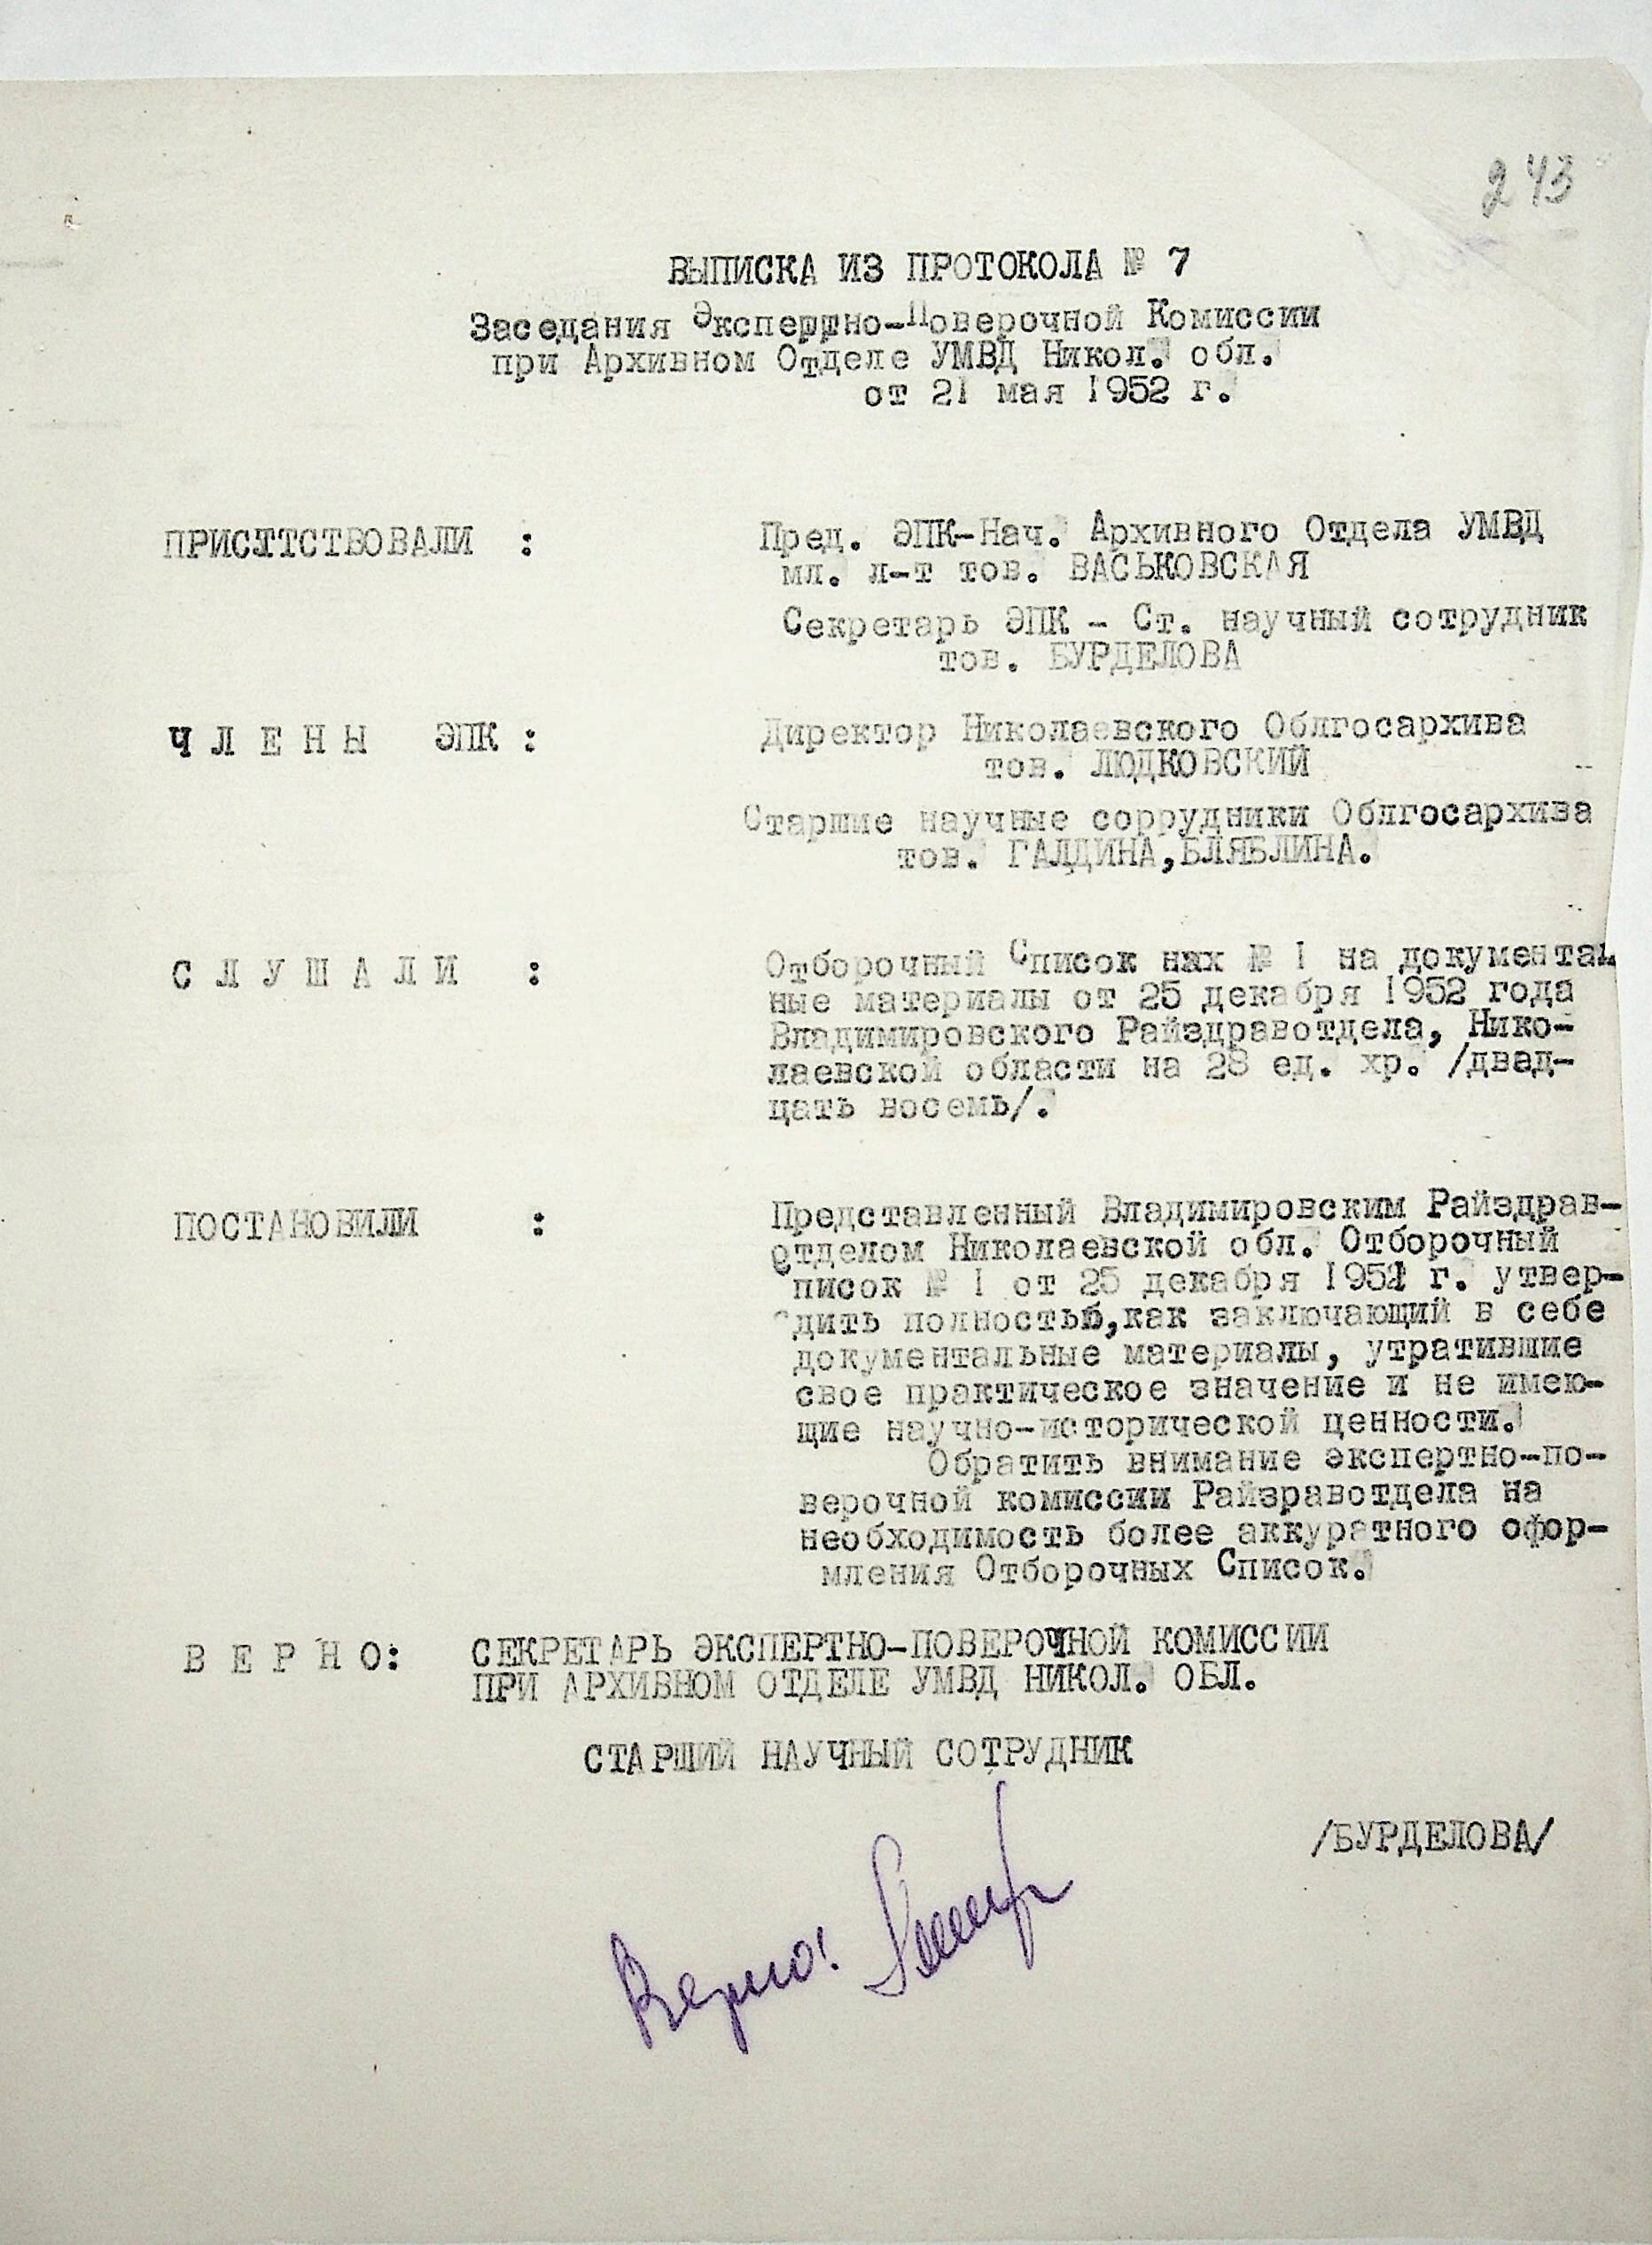 243
ВЫПИСКА ИЗ ПРОТОКОЛА № 7
Заседания Экспертно-Поверочной Комиссии
при Архивном Отделе УМВД Никол. обл.
от 21 мая 1952 г.
ПРИСТТСТВОВАЛИ :
Пред. ЭПК-Нач. Архивного Отдела УМВД
мл. л-т тов. ВАСЬКОВСКАЯ
Секретарь ЭПК - Ст. научный сотрудник
тов. БУРДЕЛОВА
Ч Л Е Н Ы ЭПК :
Директор Николаевского Облгосархива
тов. ЛЮДКОВСКИЙ
Старшие научные соррудники Облгосархива
тов. ГАЛДИНА,БЛЯБЛИНА.
С Л У Ш А Л И :
Отборочный Список нах № 1 на документал
ные материалы от 25 декабря 1952 года
Владимировского Райздравотдела, Нико-
лаевской области на 28 ед. хр. /двад-
цать восемь/.
ПОСТАНОВИЛИ :
Представленный Владимировским Райздрав-
отделом Николаевской обл. Отборочный
Список № 1 от 25 декабря 1951 г. утвер-
дить полностью,как заключающий в себе
документальные материалы, утратившие
свое практическое значение и не имею-
щие научно-исторической ценности.
Обратить внимание экспертно-по-
верочной комиссии Райзравотдела на
необходимость более аккуратного офор-
мления Отборочных Список.
В Е Р Н О: СЕКРЕТАРЬ ЭКСПЕРТНО-ПОВЕРОЧНОЙ КОМИССИИ
ПРИ АРХИВНОМ ОТДЕЛЕ УМВД НИКОЛ. ОБЛ.
СТАРШИЙ НАУЧНЫЙ СОТРУДНИК
/БУРДЕЛОВА/
Верно!